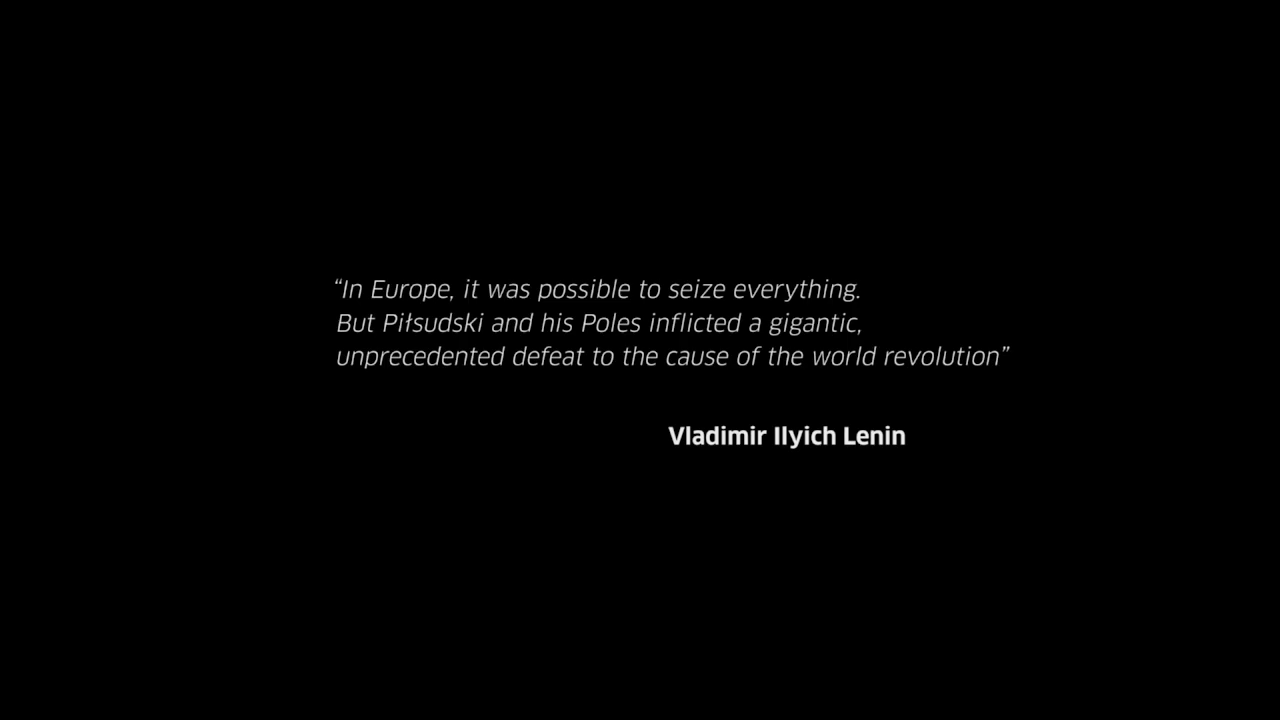 “In Europe, it was possible to seize everything.
But Piłsudski and his Poles inflicted a gigantic,
unprecedented defeat to the cause of the world revolution”
Vladimir Ilyich Lenin